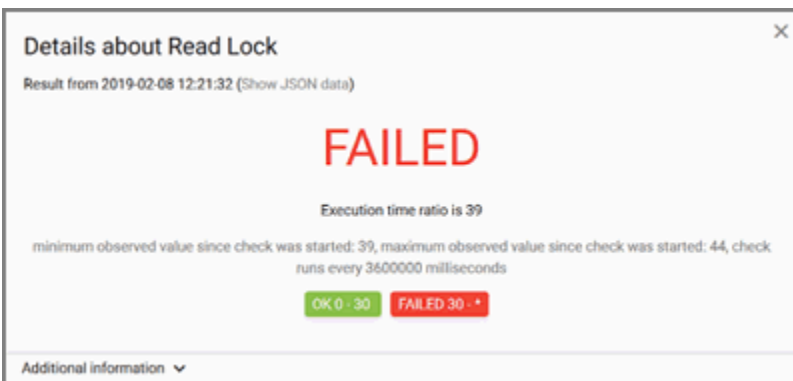 Details about Read Lock
Result from 2019-02-08 12:21:32 (Show JSON data)
FAILED
Execution time ratio is 39
minimum observed value since check was started: 39, maximum observed value since check was started: 44, check
runs every 3600000 milliseconds
OK 0 - 30 FAILED 30 - *
Additional information